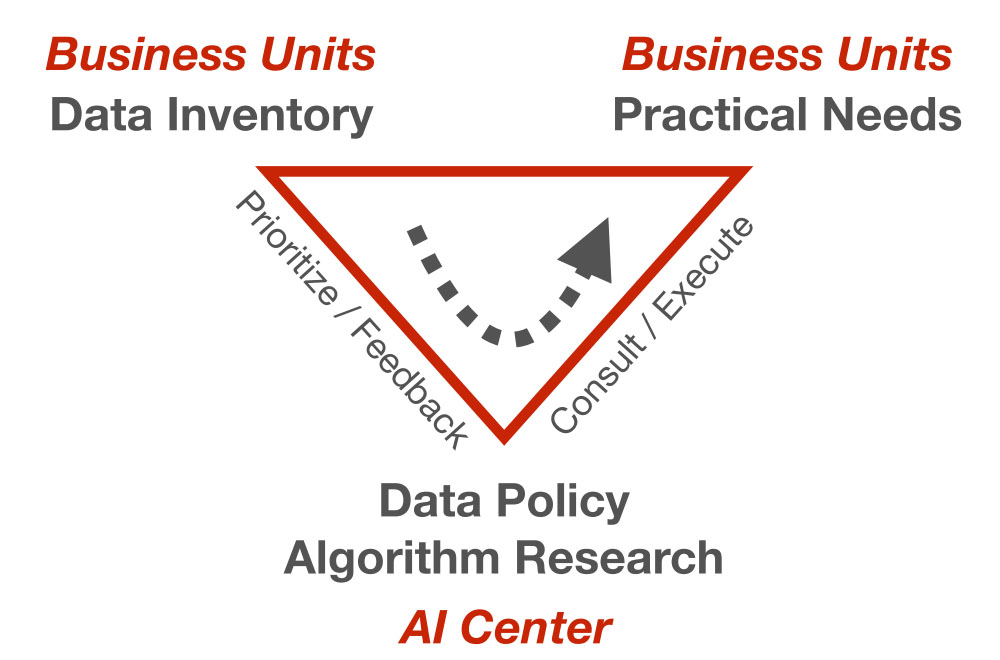 Business Units
Data Inventory
Business Units
Practical Needs
Prioritize / Feedback
Consult / Execute
Data Policy
Algorithm Research
AI Center